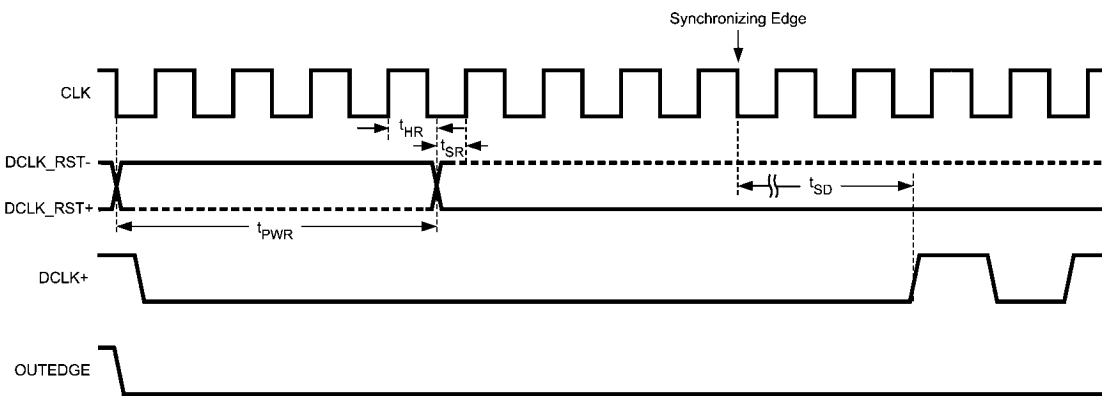 Synchronizing Edge
CLK
tHR
tSR
DCLK_RST-
tSD
DCLK_RST+
tPWR
DCLK+
OUTEDGE